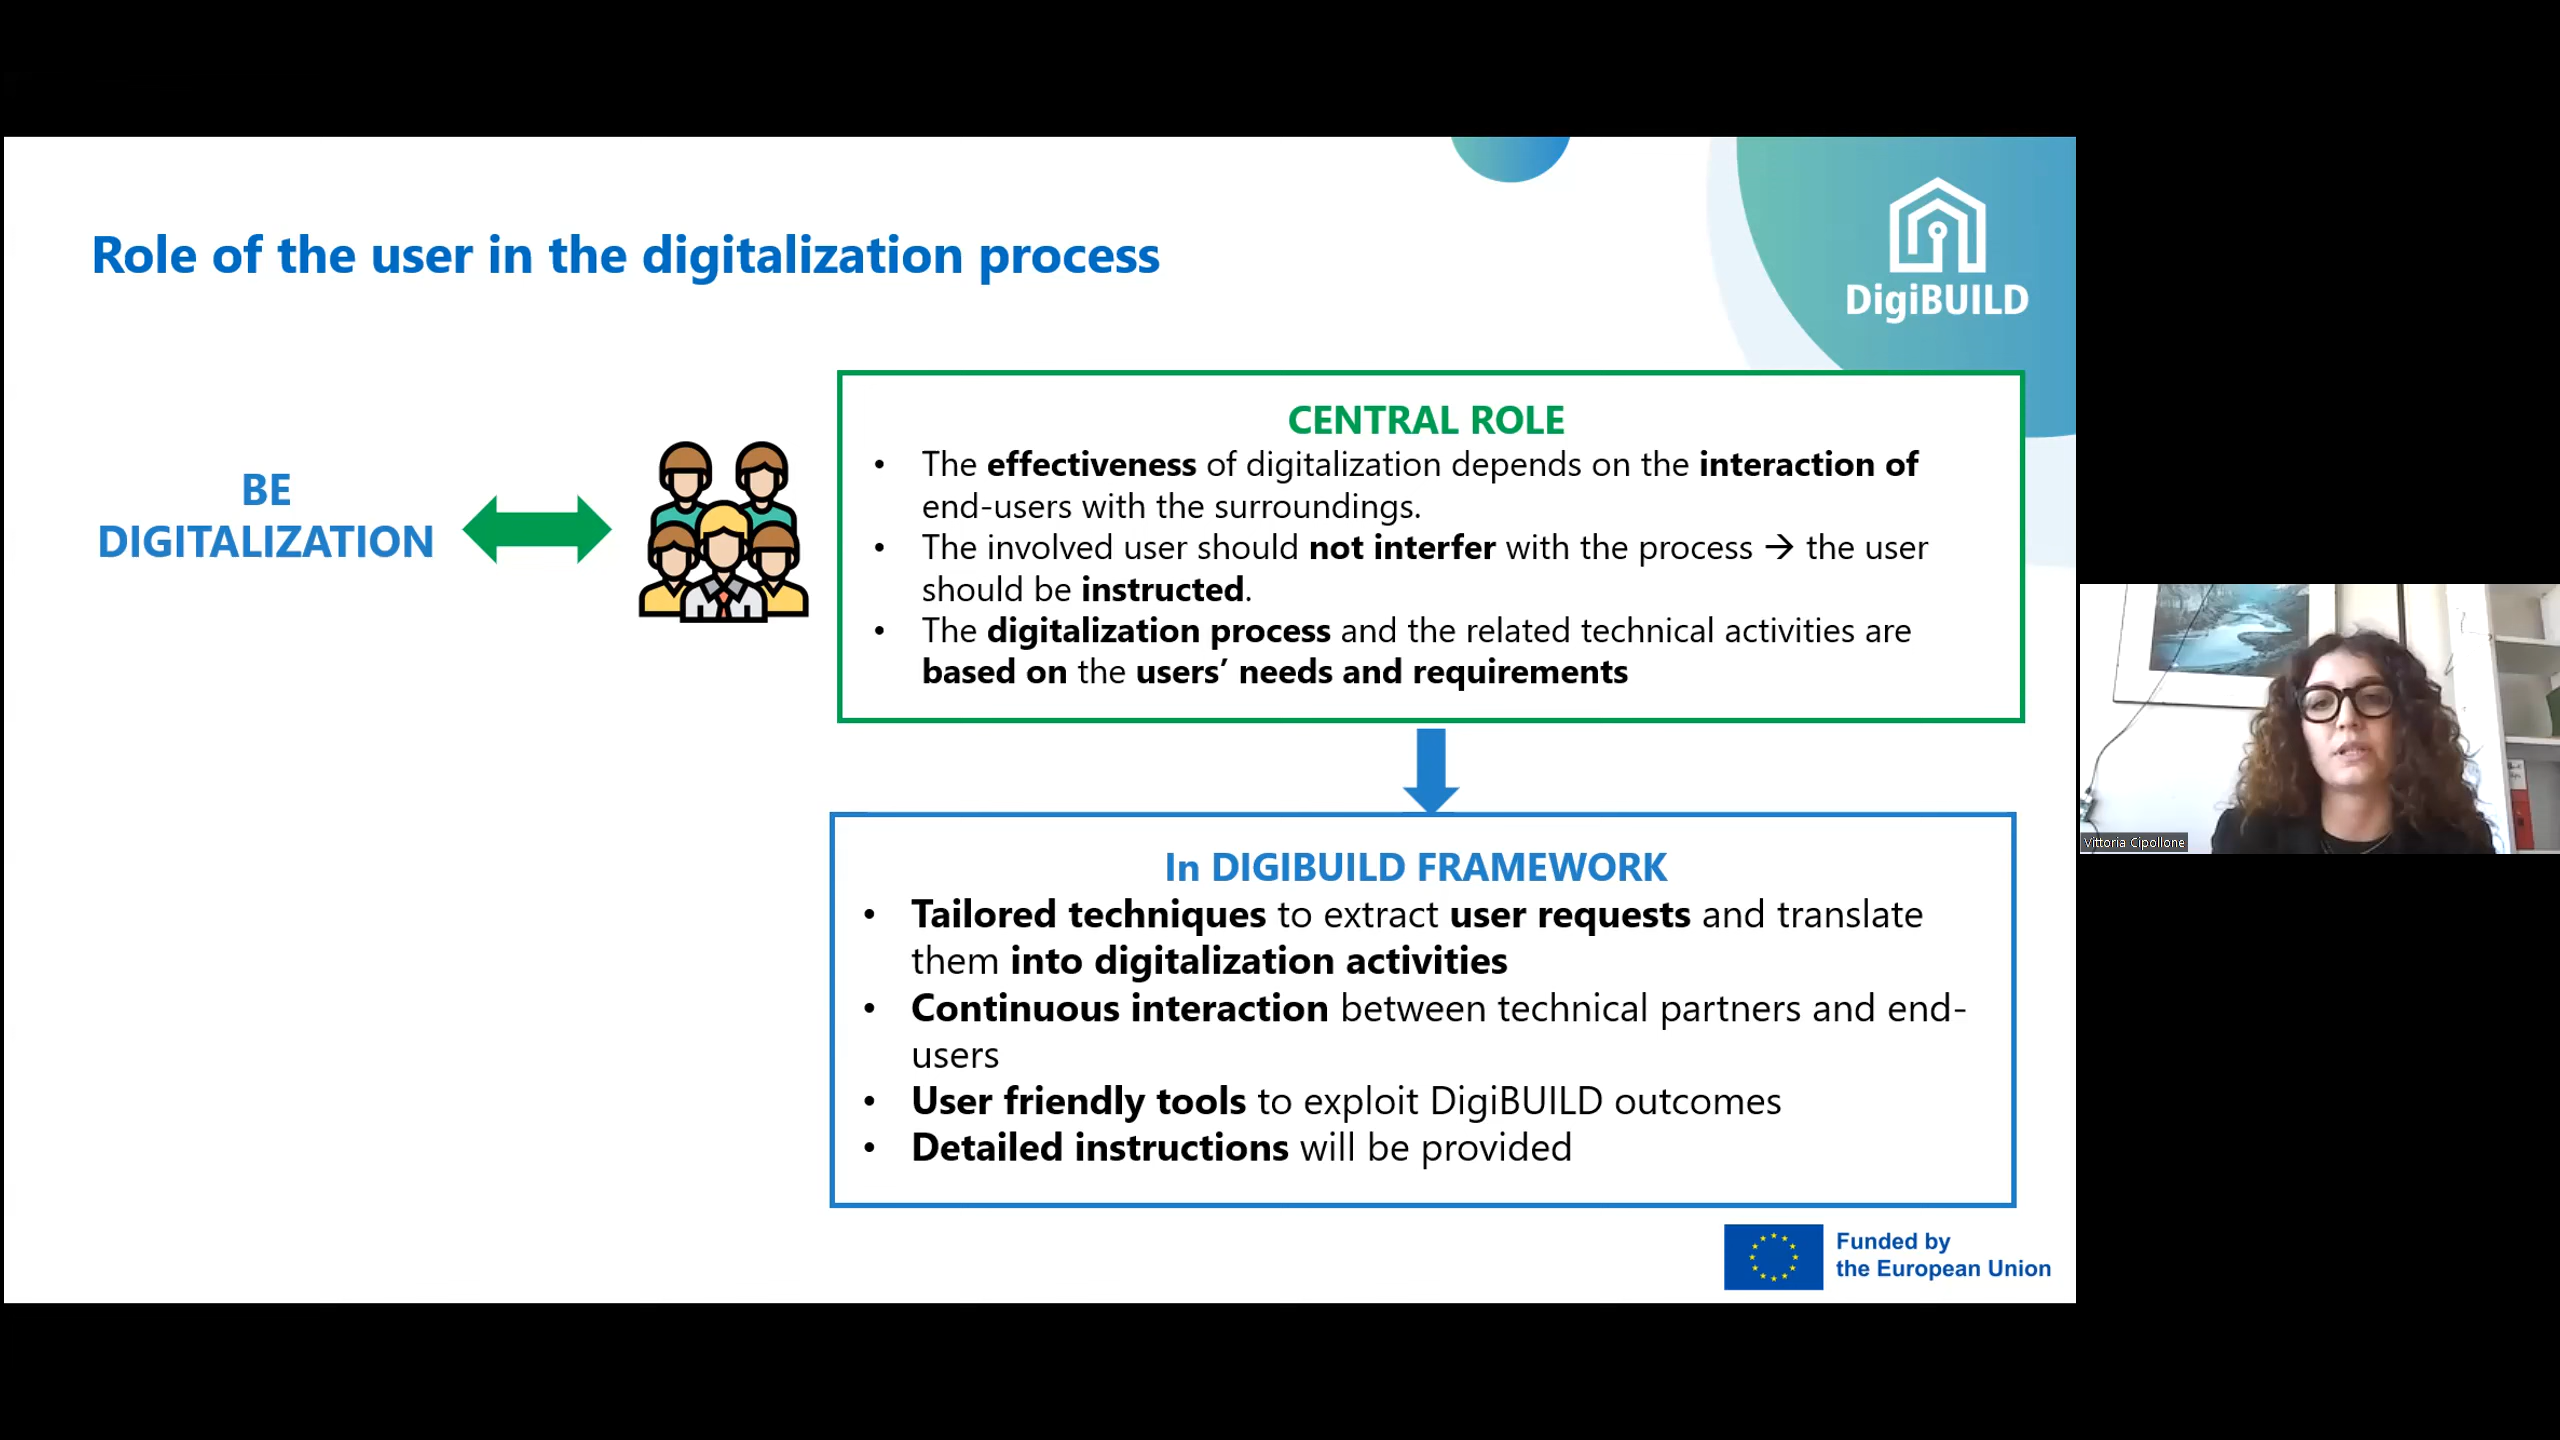 Role of the user in the digitalization process
DigiBUILD
BE
DIGITALIZATION
CENTRAL ROLE
• The effectiveness of digitalization depends on the interaction of
end-users with the surroundings.
• The involved user should not interfer with the process → the user
should be instructed.
• The digitalization process and the related technical activities are
based on the users’ needs and requirements
In DIGIBUILD FRAMEWORK
• Tailored techniques to extract user requests and translate
them into digitalization activities
• Continuous interaction between technical partners and end-
users
• User friendly tools to exploit DigiBUILD outcomes
• Detailed instructions will be provided
Funded by
the European Union
Vittoria Cipollone